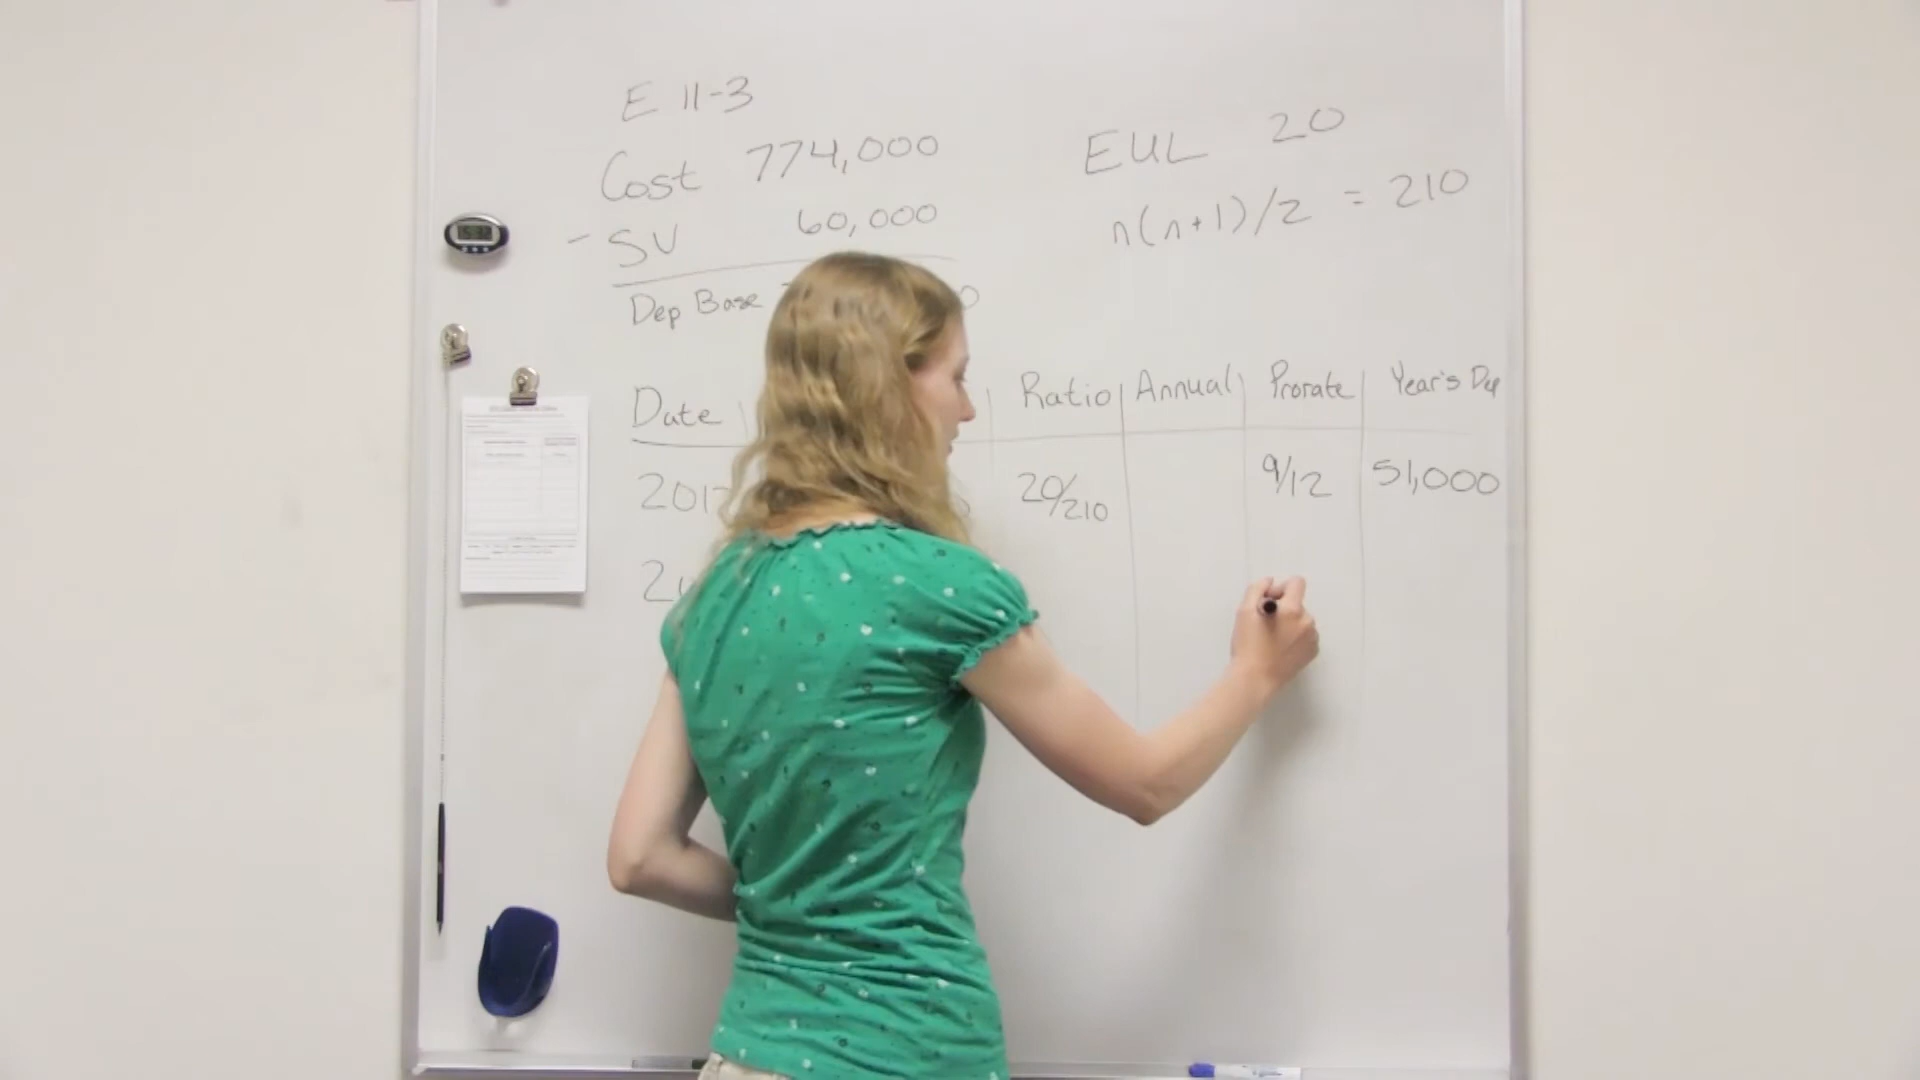 E 11-3
Cost 774,000
- SV 60,000
Dep Base
EUL 20
n(n+1)/2 = 210
Date Ratio Annual Prorate Year's Dep
201 20/210 9/12 51,000